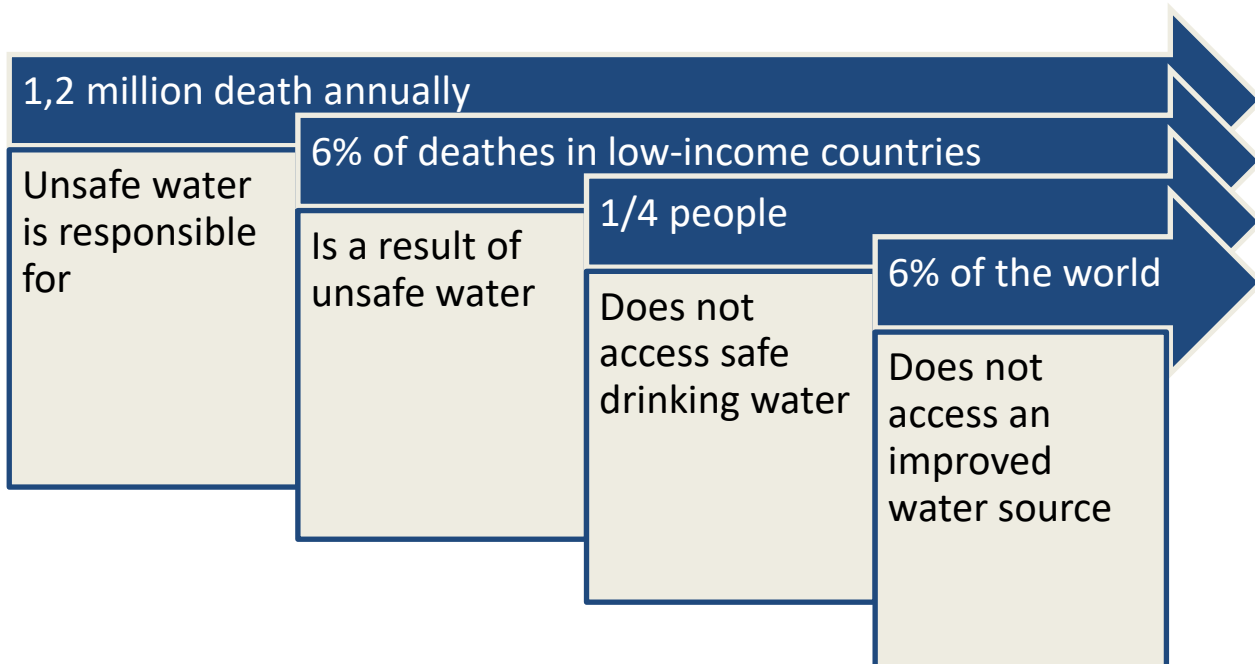 1,2 million death annually
Unsafe water
is responsible
for
6% of deathes in low-income countries
Is a result of
unsafe water
1/4 people
Does not
access safe
drinking water
6% of the world
Does not
access an
improved
water source